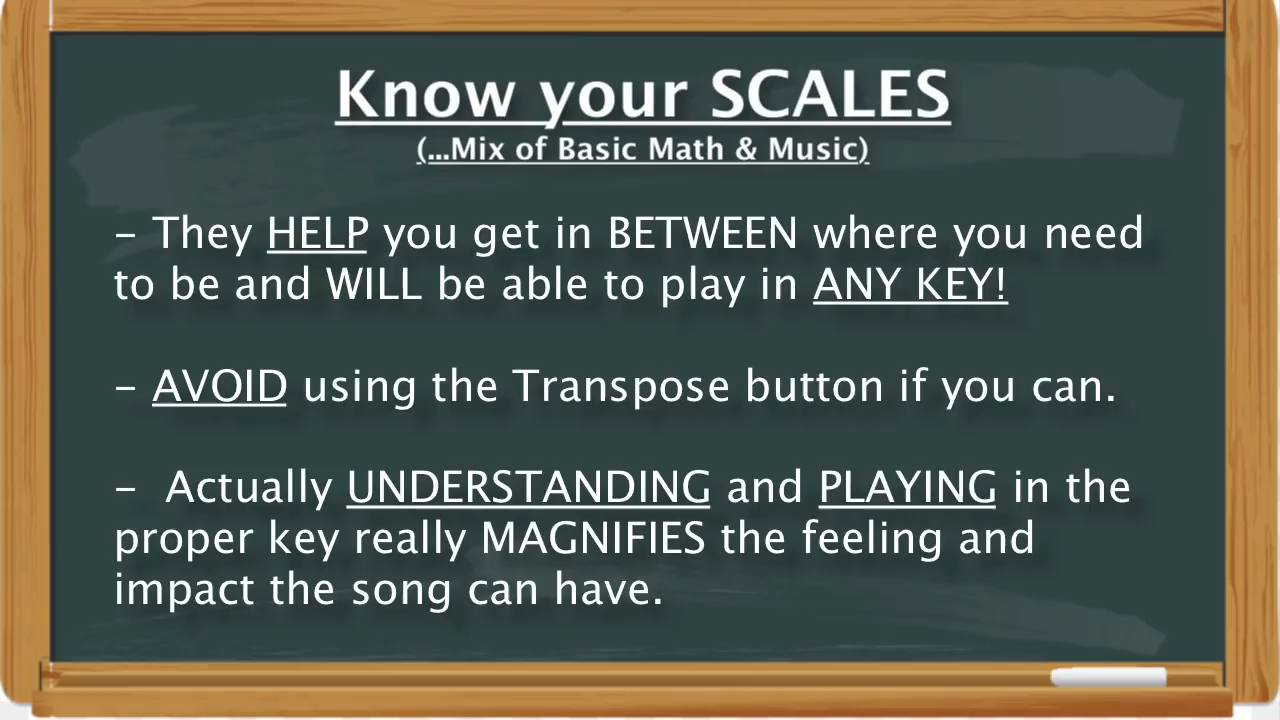 Know your SCALES
(...Mix of Basic Math & Music)
- They HELP you get in BETWEEN where you need
to be and WILL be able to play in ANY KEY!
- AVOID using the Transpose button if you can.
-  Actually UNDERSTANDING and PLAYING in the
proper key really MAGNIFIES the feeling and
impact the song can have.